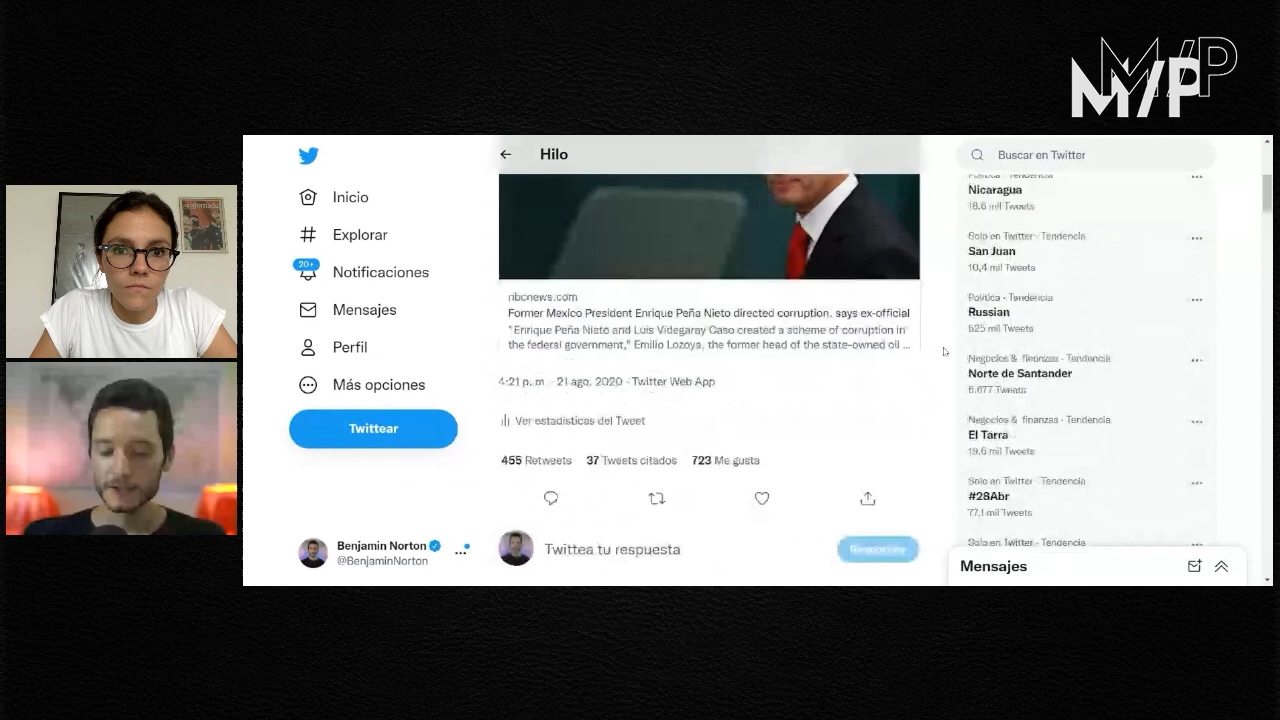 M/P
M/P
Jornada
Hilo
Buscar en Twitter
Inicio
Explorar
20+
Notificaciones
Mensajes
Perfil
Más opciones
Twittear
Benjamin Norton
@BenjaminNorton
nbcnews.com
Former Mexico President Enrique Peña Nieto directed corruption, says ex-official
"Enrique Peña Nieto and Luis Videgaray Caso created a scheme of corruption in
the federal government," Emilio Lozoya, the former head of the state-owned oil ...
4:21 p. m. · 21 ago. 2020 · Twitter Web App
Ver estadísticas del Tweet
455 Retweets 37 Tweets citados 723 Me gusta
Twittea tu respuesta
Responder
Política · Tendencia
Nicaragua
18,6 mil Tweets
Solo en Twitter · Tendencia
San Juan
10,4 mil Tweets
Política · Tendencia
Russian
525 mil Tweets
Negocios & finanzas · Tendencia
Norte de Santander
6.677 Tweets
Negocios & finanzas · Tendencia
El Tarra
19,6 mil Tweets
Solo en Twitter · Tendencia
#28Abr
77,1 mil Tweets
Solo en Twitter · Tendencia
Mensajes